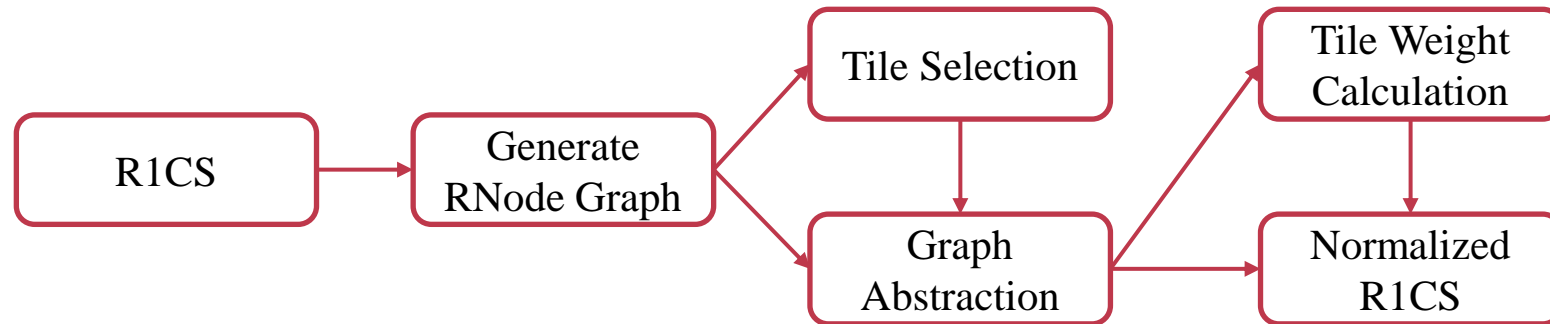 R1CS
Generate
RNode Graph
Tile Selection
Graph
Abstraction
Tile Weight
Calculation
Normalized
R1CS